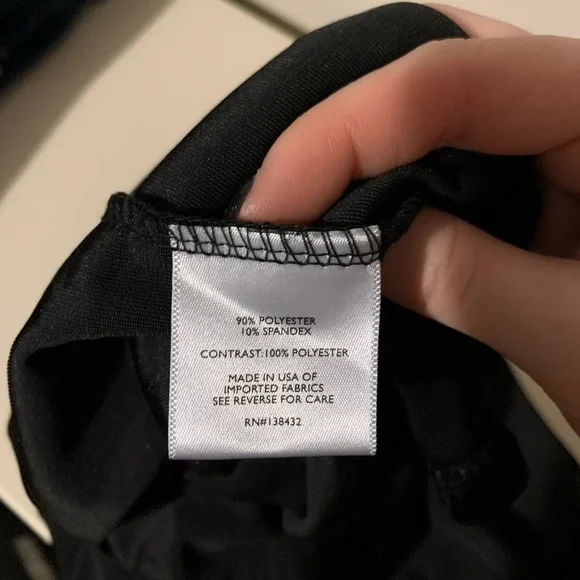 90% POLYESTER
10% SPANDEX
CONTRAST:100% POLYESTER
MADE IN USA OF
IMPORTED FABRICS
SEE REVERSE FOR CARE
RN#138432